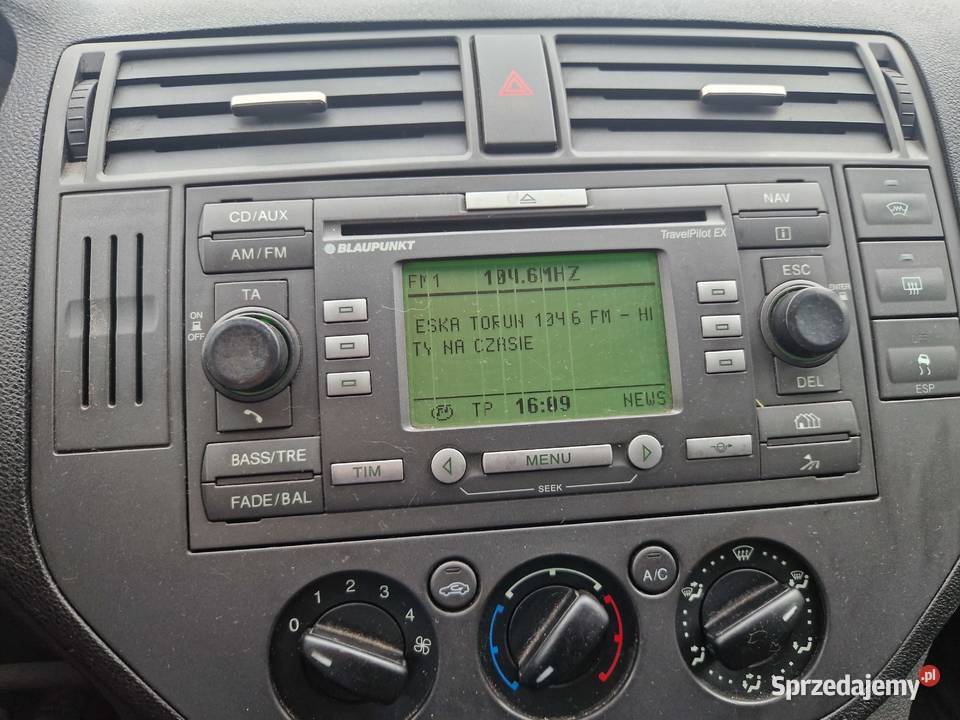 CD/AUX
AM/FM
NAV
BLAUPUNKT
TravelPilot EX
TA
ON
OFF
ESC
ENTER
DEL
FM1 104.6MHZ
ESKA TORUN 104.6 FM - HI
TY NA CZASIE
TP 16:09 NEWS
BASS/TRE
FADE/BAL
TIM
MENU
SEEK
OFF
ESP
0 1 2 3 4
A/C
Sprzedajemy.pl